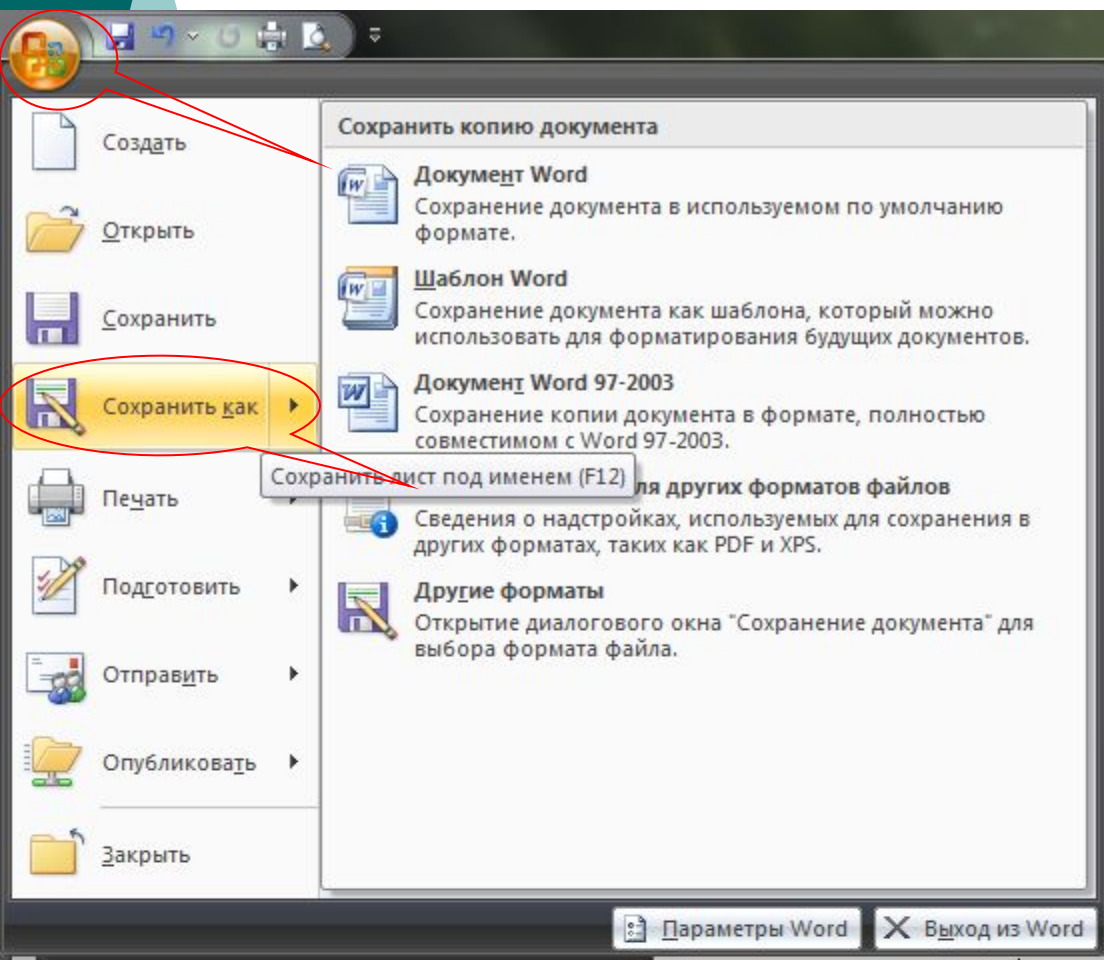 Создать
Открыть
Сохранить
Сохранить как
Печать
Подготовить
Отправить
Опубликовать
Закрыть
Сохранить копию документа
Документ Word
Сохранение документа в используемом по умолчанию
формате.
Шаблон Word
Сохранение документа как шаблона, который можно
использовать для форматирования будущих документов.
Документ Word 97-2003
Сохранение копии документа в формате, полностью
совместимом с Word 97-2003.
Сохранить лист под именем (F12)
для других форматов файлов
Сведения о надстройках, используемых для сохранения в
других форматах, таких как PDF и XPS.
Другие форматы
Открытие диалогового окна "Сохранение документа" для
выбора формата файла.
Параметры Word
Выход из Word